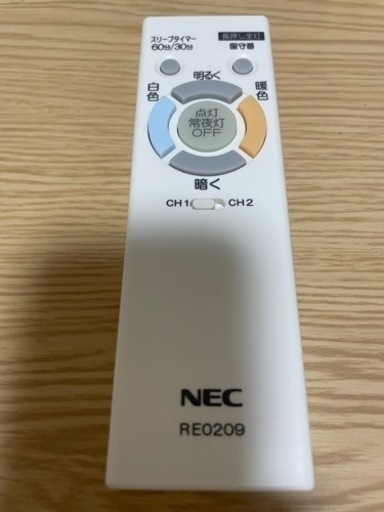 スリープタイマー
60分/30分
長押し全灯
留守番
明るく
白色
暖色
点灯
常夜灯
OFF
暗く
CH1
CH2
NEC
RE0209